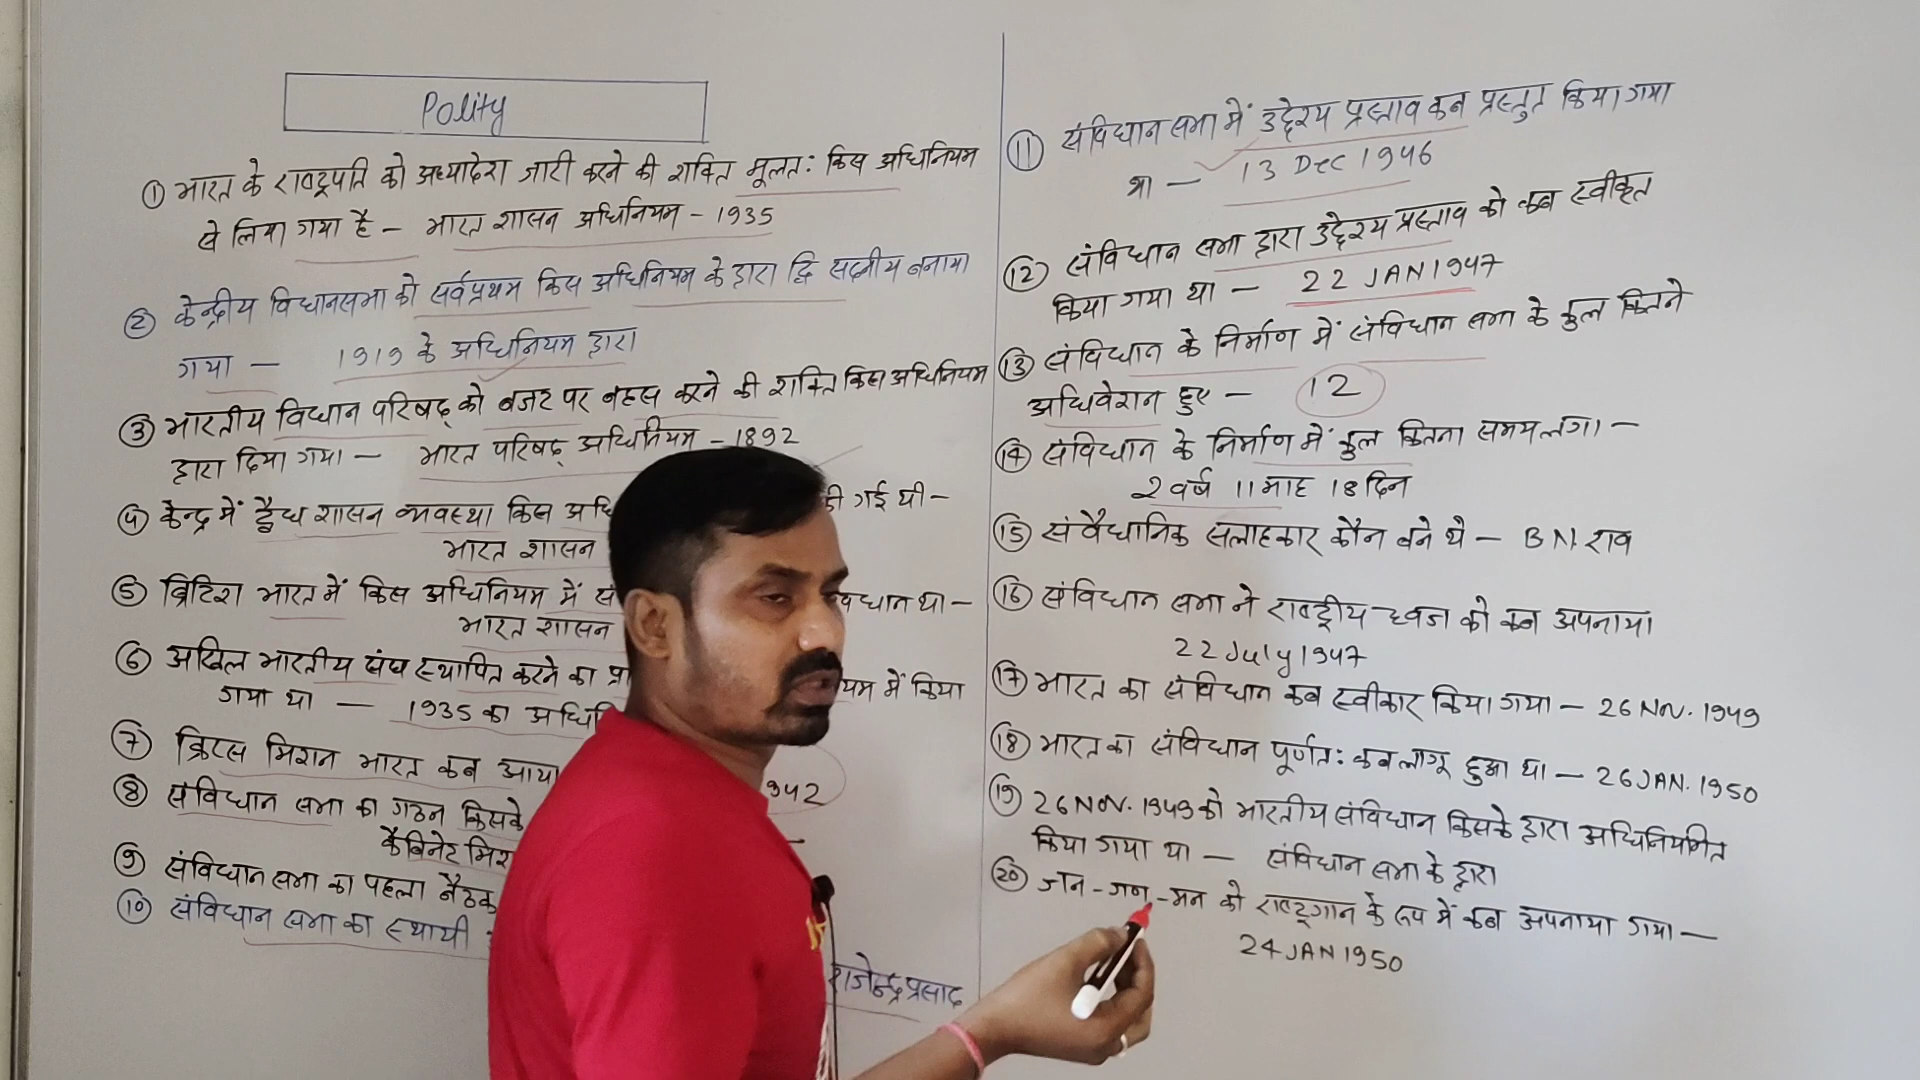 Polity
① भारत के राष्ट्रपति को अध्यादेश जारी करने की शक्ति मूलतः किस अधिनियम
से लिया गया है – भारत शासन अधिनियम – 1935
② केन्द्रीय विधानसभा को सर्वप्रथम किस अधिनियम के द्वारा द्वि सदनीय बनाया
गया – 1919 के अधिनियम द्वारा
③ भारतीय विधान परिषद् को बजट पर बहस करने की शक्ति किस अधिनियम
द्वारा दिया गया – भारत परिषद् अधिनियम – 1892
④ केन्द्र में द्वैध शासन व्यवस्था किस की गई थी –
भारत शासन
⑤ ब्रिटिश भारत में किस अधिनियम में था –
भारत शासन
⑥ अखिल भारतीय संघ स्थापित करने का में किया
गया था – 1935 का
⑦ क्रिप्स मिशन भारत कब आया 942
⑧ संविधान सभा का गठन किसके
कैबिनेट
⑨ संविधान सभा का पहला बैठक
⑩ संविधान सभा का स्थायी
राजेन्द्र प्रसाद
⑪ संविधान सभा में उद्देश्य प्रस्ताव कब प्रस्तुत किया गया
था – 13 Dec 1946
⑫ संविधान सभा द्वारा उद्देश्य प्रस्ताव को कब स्वीकृत
किया गया था – 22 JAN 1947
⑬ संविधान के निर्माण में संविधान सभा के कुल कितने
अधिवेशन हुए – 12
⑭ संविधान के निर्माण में कुल कितना समय लगा –
2 वर्ष 11 माह 18 दिन
⑮ संवैधानिक सलाहकार कौन बने थे – B N. राव
⑯ संविधान सभा ने राष्ट्रीय ध्वज को कब अपनाया
22 July 1947
⑰ भारत का संविधान कब स्वीकार किया गया – 26 Nov. 1949
⑱ भारत का संविधान पूर्णतः कब लागू हुआ था – 26 JAN. 1950
⑲ 26 Nov. 1949 को भारतीय संविधान किसके द्वारा अधिनियमित
किया गया था – संविधान सभा के द्वारा
⑳ जन - गण - मन को राष्ट्रगान के रूप में कब अपनाया गया –
24 JAN 1950